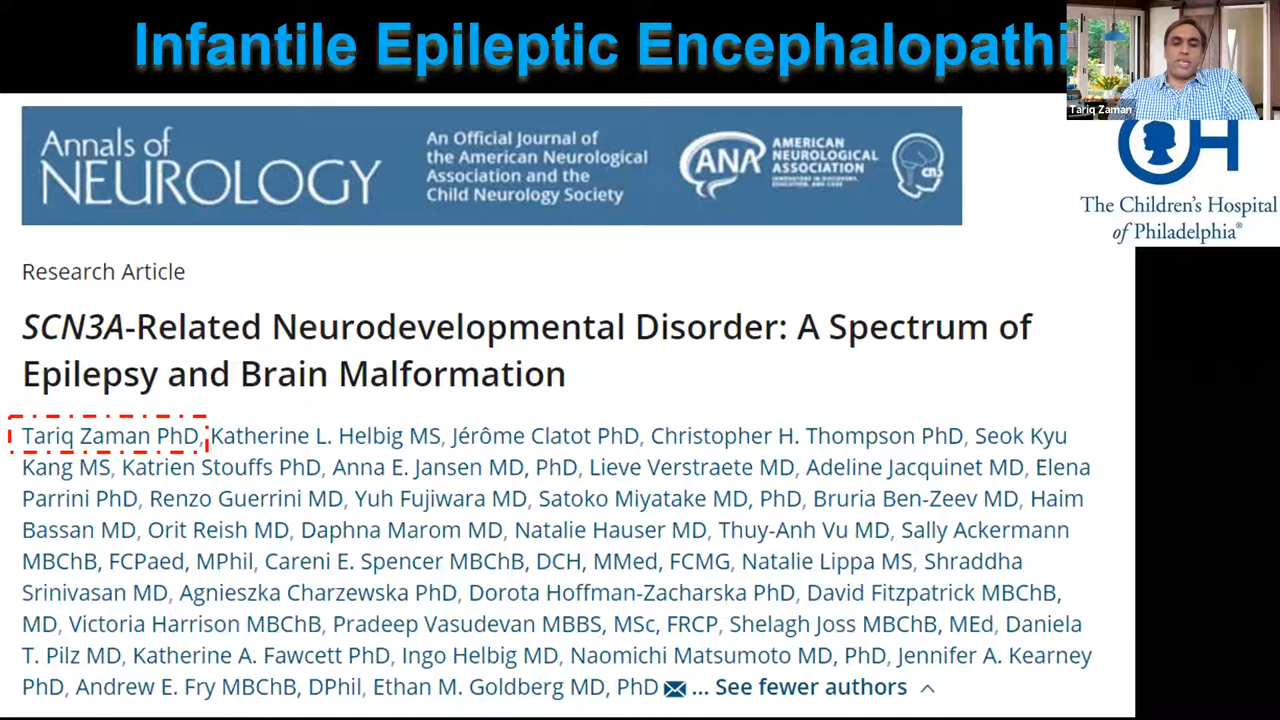 Infantile Epileptic Encephalopathi
Tariq Zaman
Annals of
NEUROLOGY
An Official Journal of
the American Neurological
Association and the
Child Neurology Society
ANA
AMERICAN
NEUROLOGICAL
ASSOCIATION
The Children's Hospital
of Philadelphia®
Research Article
SCN3A-Related Neurodevelopmental Disorder: A Spectrum of
Epilepsy and Brain Malformation
Tariq Zaman PhD, Katherine L. Helbig MS, Jérôme Clatot PhD, Christopher H. Thompson PhD, Seok Kyu
Kang MS, Katrien Stouffs PhD, Anna E. Jansen MD, PhD, Lieve Verstraete MD, Adeline Jacquinet MD, Elena
Parrini PhD, Renzo Guerrini MD, Yuh Fujiwara MD, Satoko Miyatake MD, PhD, Bruria Ben-Zeev MD, Haim
Bassan MD, Orit Reish MD, Daphna Marom MD, Natalie Hauser MD, Thuy-Anh Vu MD, Sally Ackermann
MBChB, FCPaed, MPhil, Careni E. Spencer MBChB, DCH, MMed, FCMG, Natalie Lippa MS, Shraddha
Srinivasan MD, Agnieszka Charzewska PhD, Dorota Hoffman-Zacharska PhD, David Fitzpatrick MBChB,
MD, Victoria Harrison MBChB, Pradeep Vasudevan MBBS, MSc, FRCP, Shelagh Joss MBChB, MEd, Daniela
T. Pilz MD, Katherine A. Fawcett PhD, Ingo Helbig MD, Naomichi Matsumoto MD, PhD, Jennifer A. Kearney
PhD, Andrew E. Fry MBChB, DPhil, Ethan M. Goldberg MD, PhD ... See fewer authors